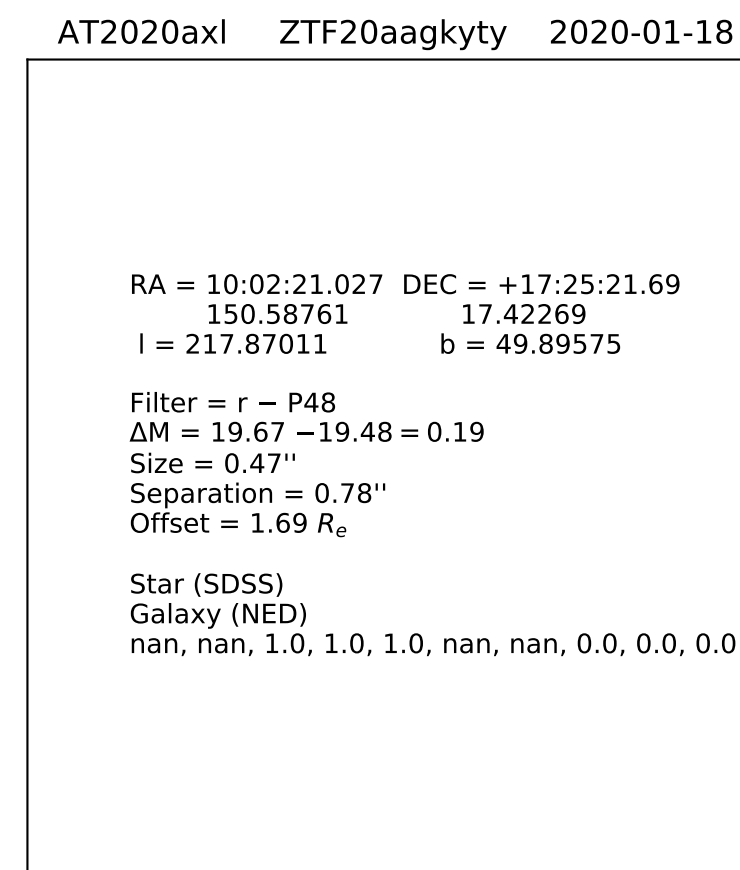 AT2020axl ZTF20aagkyty 2020-01-18
RA = 10:02:21.027 DEC = +17:25:21.69
150.58761 17.42269
l = 217.87011 b = 49.89575
Filter = r − P48
ΔM = 19.67 −19.48 = 0.19
Size = 0.47''
Separation = 0.78''
Offset = 1.69 Rₑ
Star (SDSS)
Galaxy (NED)
nan, nan, 1.0, 1.0, 1.0, nan, nan, 0.0, 0.0, 0.0